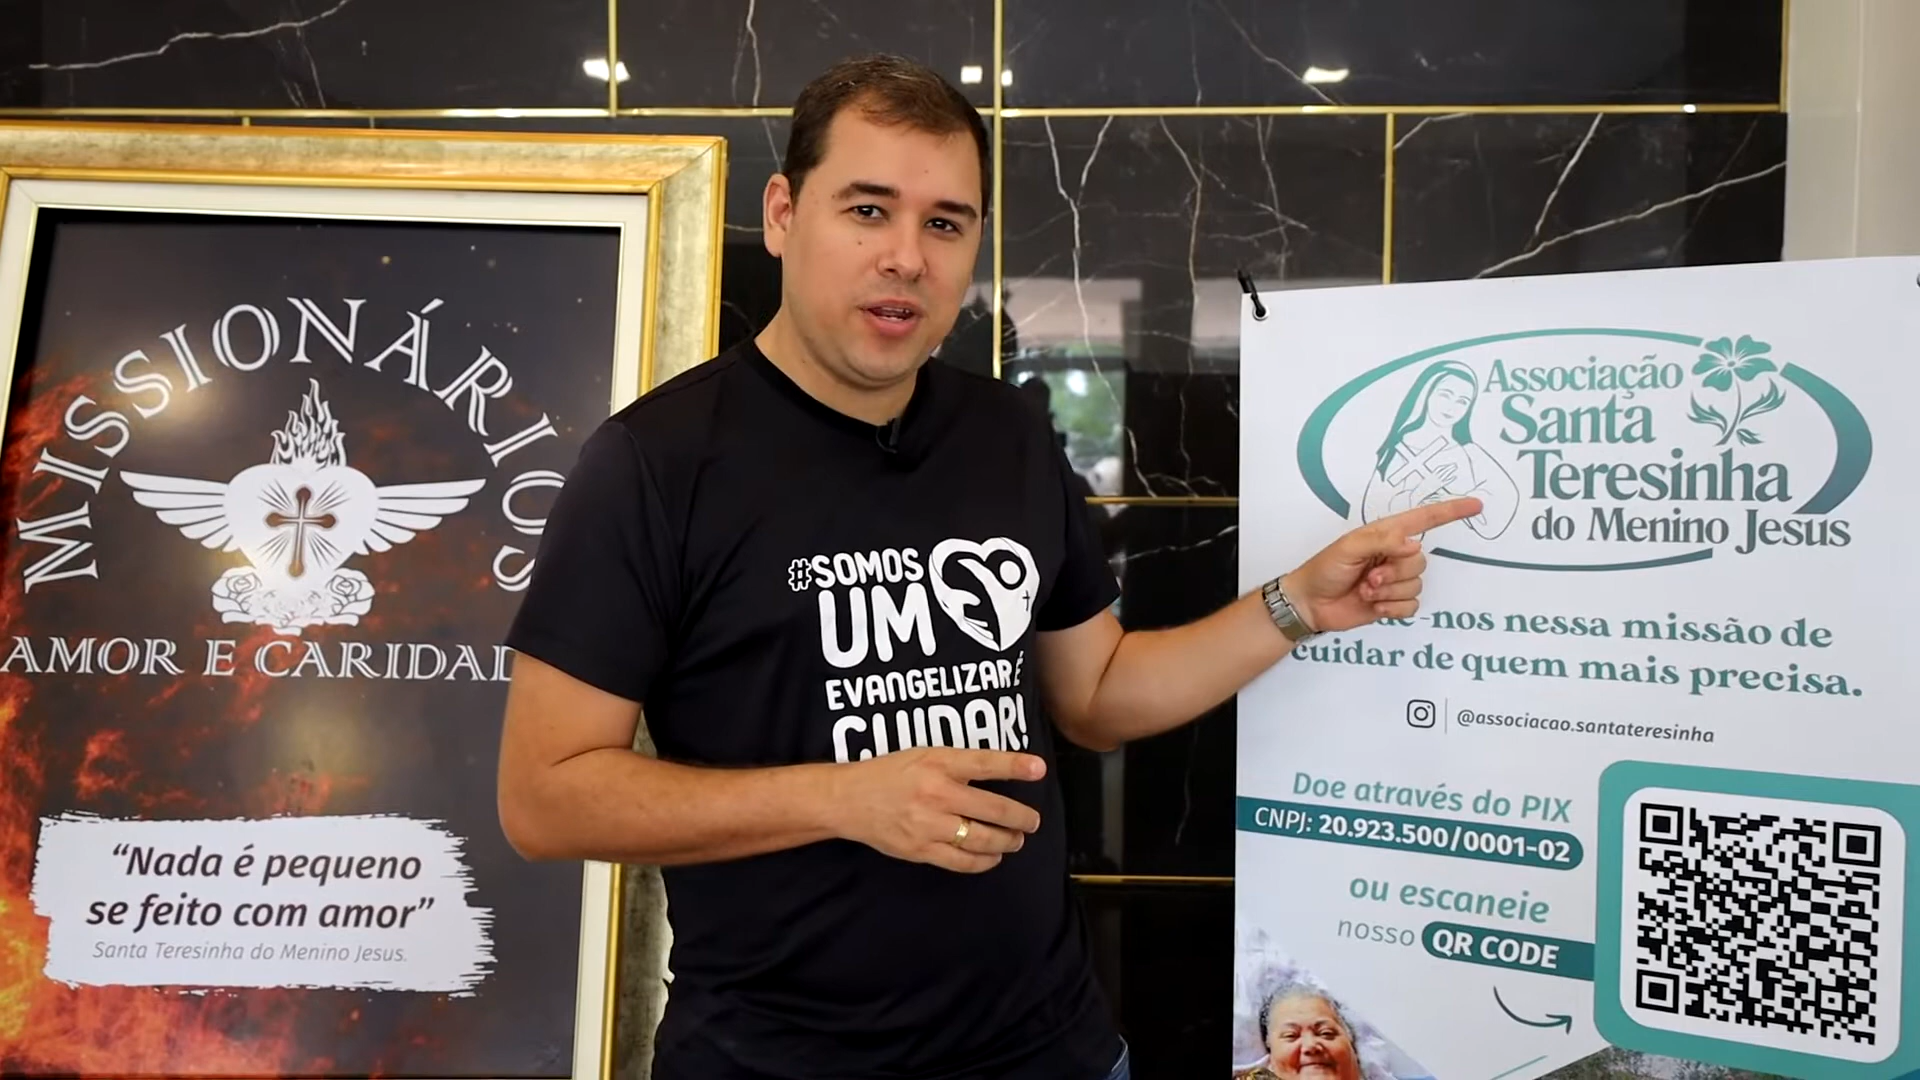 MISSIONÁRIOS
AMOR E CARIDAD
“Nada é pequeno
se feito com amor”
Santa Teresinha do Menino Jesus.
#SOMOS
UM
EVANGELIZAR É
CUIDAR!
Associação
Santa
Teresinha
do Menino Jesus
-nos nessa missão de
cuidar de quem mais precisa.
@associacao.santateresinha
Doe através do PIX
CNPJ: 20.923.500/0001-02
ou escaneie
nosso QR CODE